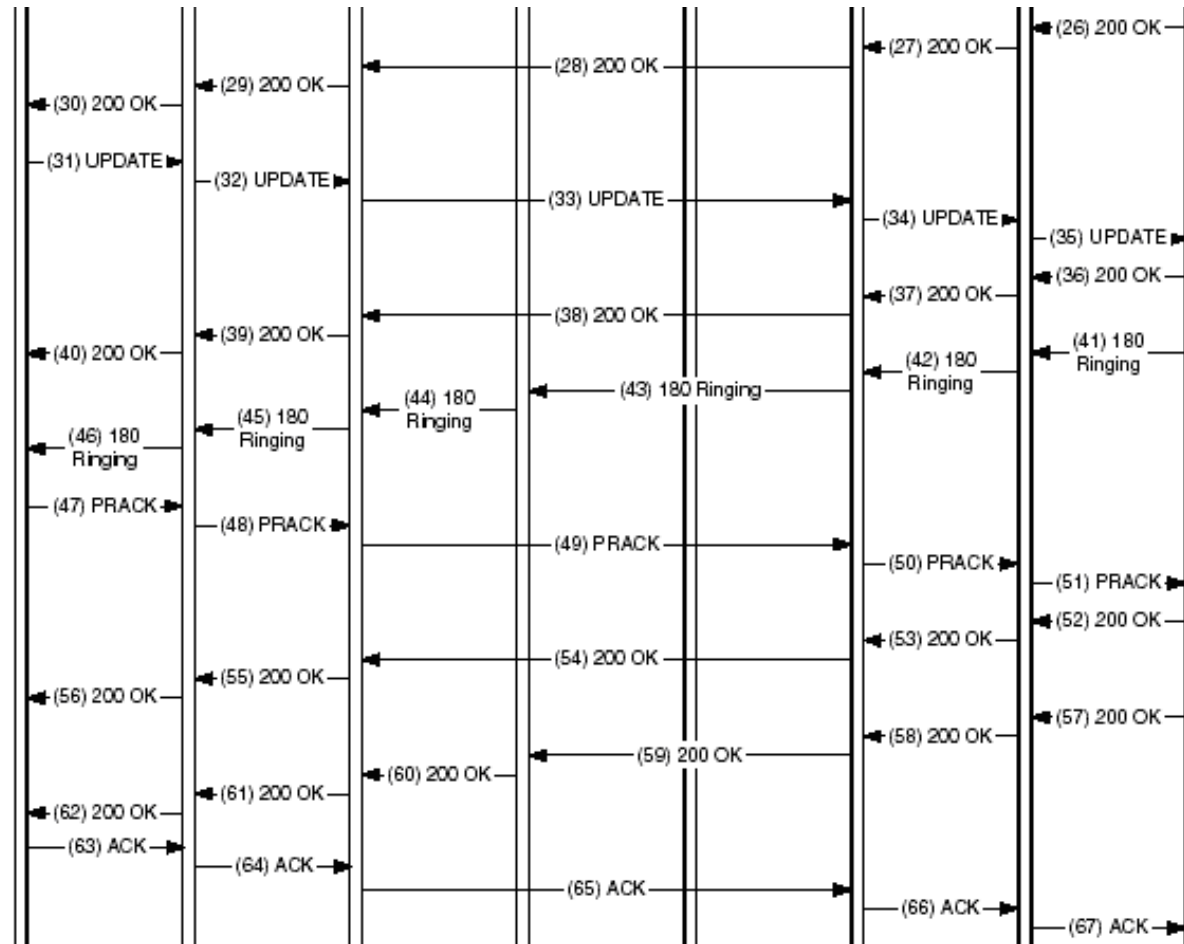 (26) 200 OK
(27) 200 OK
(28) 200 OK
(29) 200 OK
(30) 200 OK
(31) UPDATE
(32) UPDATE
(33) UPDATE
(34) UPDATE
(35) UPDATE
(36) 200 OK
(37) 200 OK
(38) 200 OK
(39) 200 OK
(40) 200 OK
(41) 180
Ringing
(42) 180
Ringing
(43) 180 Ringing
(44) 180
Ringing
(45) 180
Ringing
(46) 180
Ringing
(47) PRACK
(48) PRACK
(49) PRACK
(50) PRACK
(51) PRACK
(52) 200 OK
(53) 200 OK
(54) 200 OK
(55) 200 OK
(56) 200 OK
(57) 200 OK
(58) 200 OK
(59) 200 OK
(60) 200 OK
(61) 200 OK
(62) 200 OK
(63) ACK
(64) ACK
(65) ACK
(66) ACK
(67) ACK